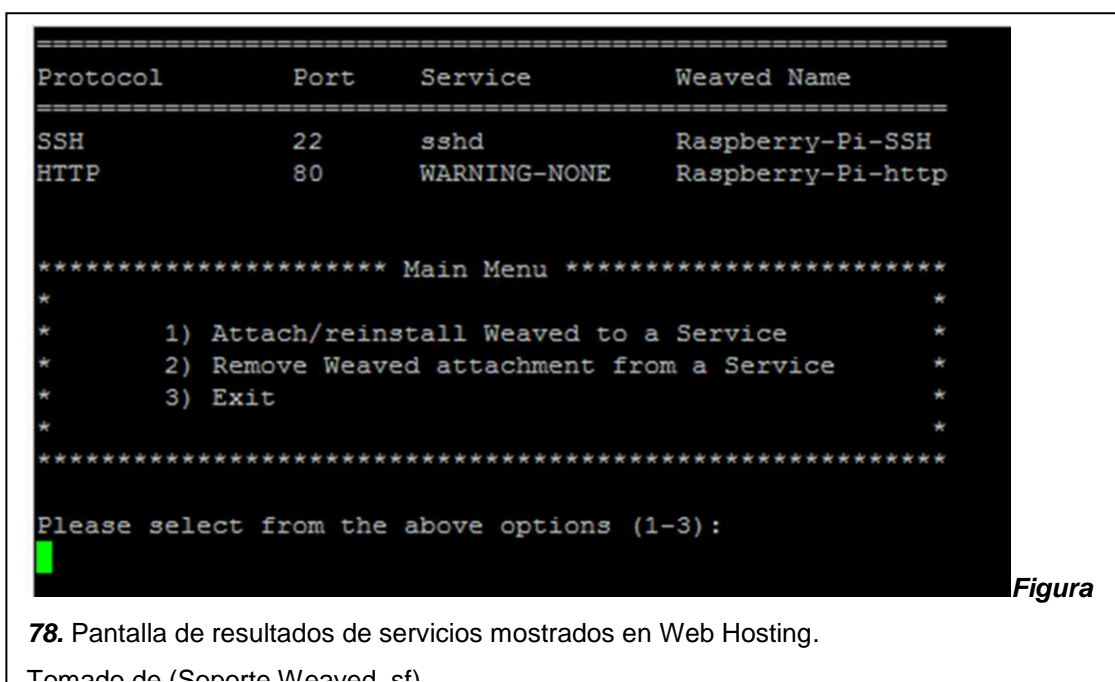 ============================================================
Protocol Port Service Weaved Name
============================================================
SSH 22 sshd Raspberry-Pi-SSH
HTTP 80 WARNING-NONE Raspberry-Pi-http
********************** Main Menu ************************
* *
* 1) Attach/reinstall Weaved to a Service *
* 2) Remove Weaved attachment from a Service *
* 3) Exit *
* *
*********************************************************
Please select from the above options (1-3):
Figura
78. Pantalla de resultados de servicios mostrados en Web Hosting.
Tomado de (Soporte Weaved, sf)